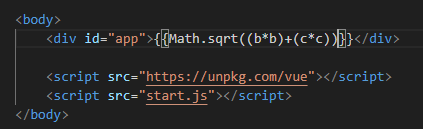 <body>
<div id="app">{{Math.sqrt((b*b)+(c*c))}}</div>
<script src="https://unpkg.com/vue"></script>
<script src="start.js"></script>
</body>